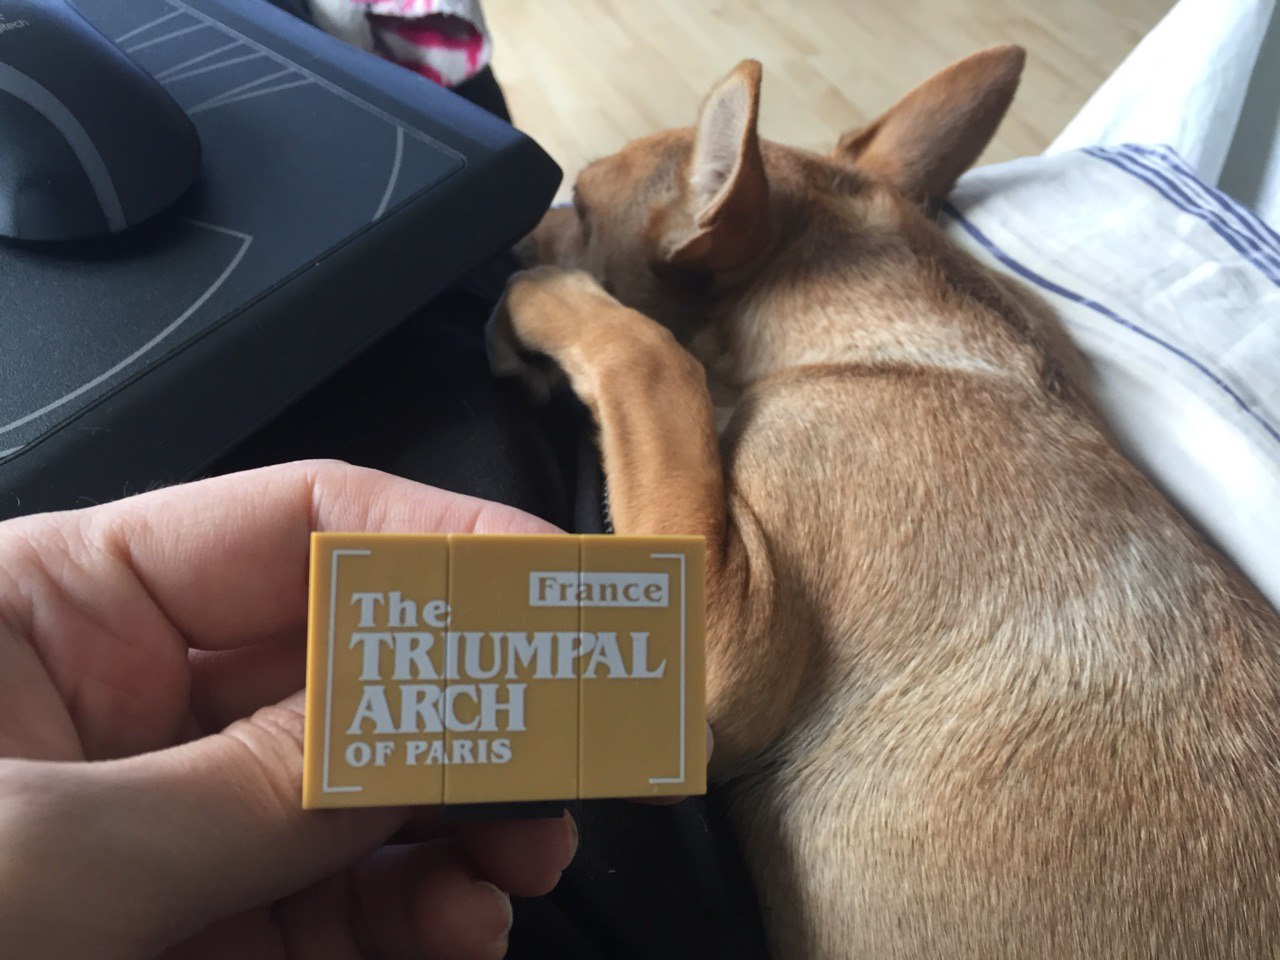 France
The
TRIUMPAL
ARCH
OF PARIS